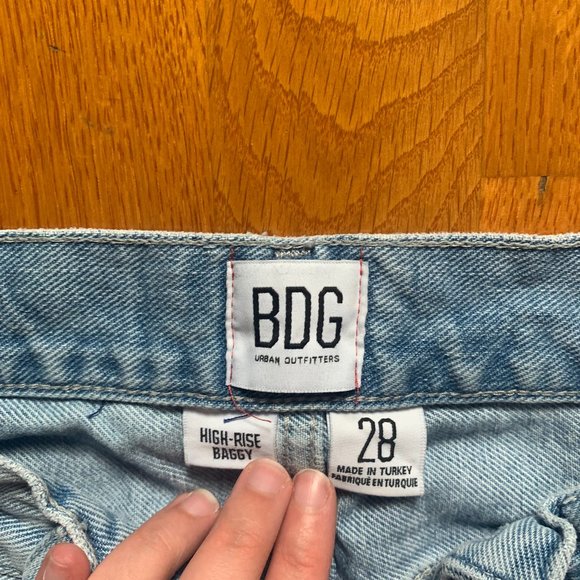 BDG
URBAN OUTFITTERS
HIGH-RISE
BAGGY
28
MADE IN TURKEY
FABRIQUÉ EN TURQUIE